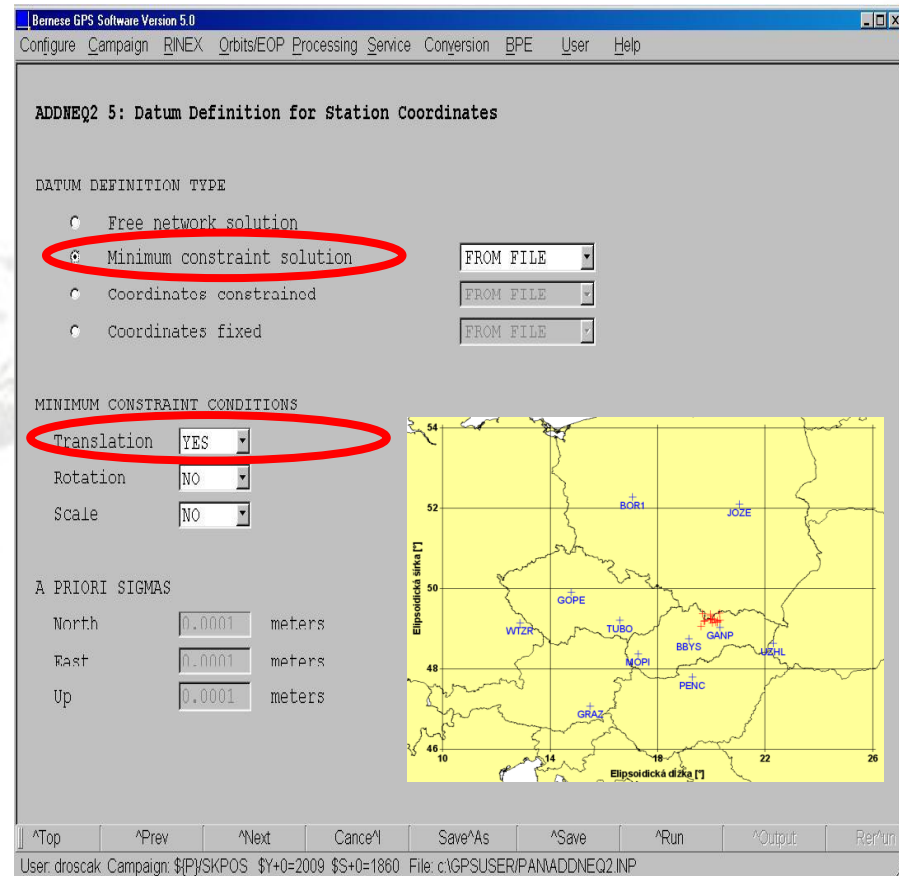 Bernese GPS Software Version 5.0
Configure Campaign RINEX Orbits/EOP Processing Service Conversion BPE User Help
ADDNEQ2 5: Datum Definition for Station Coordinates
DATUM DEFINITION TYPE
Free network solution
Minimum constraint solution FROM FILE
Coordinates constrained FROM FILE
Coordinates fixed FROM FILE
MINIMUM CONSTRAINT CONDITIONS
Translation YES
Rotation NO
Scale NO
A PRIORI SIGMAS
North 0.0001 meters
East 0.0001 meters
Up 0.0001 meters
54
52
50
48
46
10
14
18
22
26
Elipsoidická šírka [°]
Elipsoidická dĺžka [°]
BOR1
JOZE
GOPE
WTZR
TUBO
BBYS
GANP
UZHL
MOPI
PENC
GRAZ
^Top ^Prev ^Next Cance^l Save^As ^Save ^Run ^Output Rer^un
User: droscak Campaign: ${P}/SKPOS $Y+0=2009 $S+0=1860 File: c:\GPSUSER/PAN\ADDNEQ2.INP